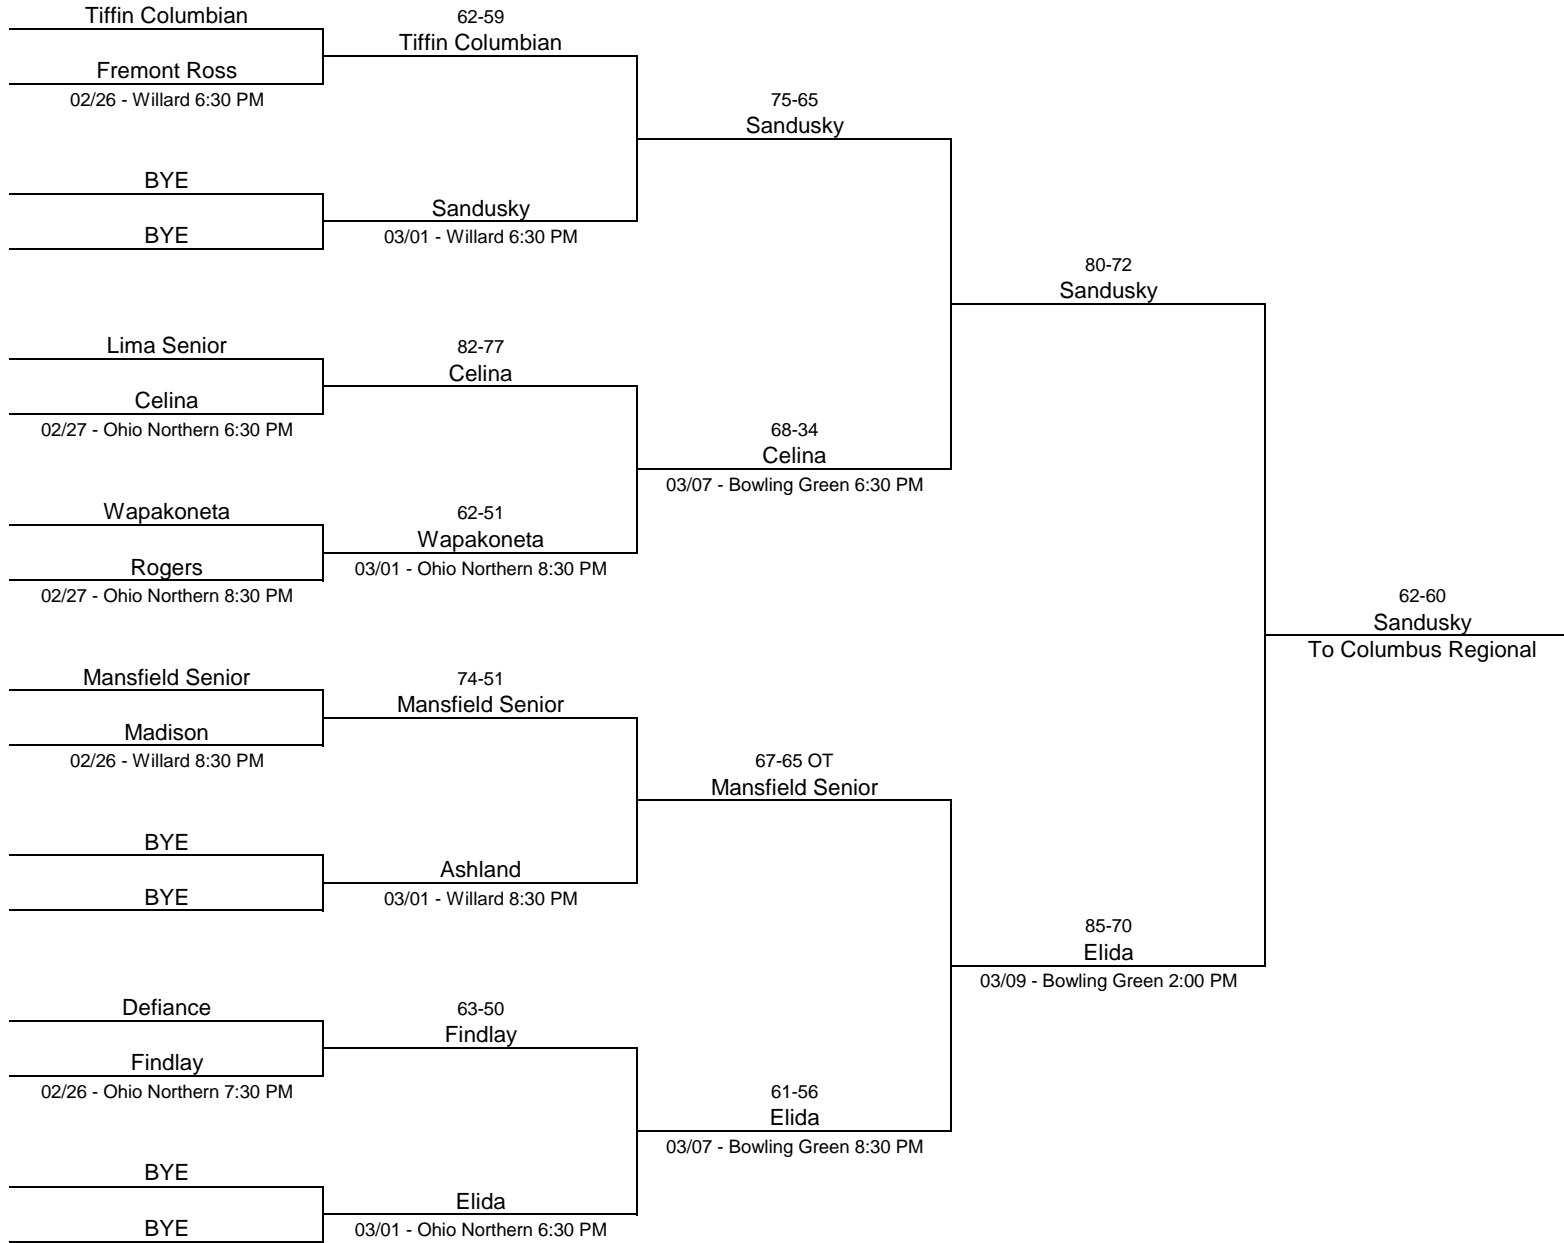 Tiffin Columbian
Fremont Ross
02/26 - Willard 6:30 PM
BYE
BYE
Lima Senior
Celina
02/27 - Ohio Northern 6:30 PM
Wapakoneta
Rogers
02/27 - Ohio Northern 8:30 PM
Mansfield Senior
Madison
02/26 - Willard 8:30 PM
BYE
BYE
Defiance
Findlay
02/26 - Ohio Northern 7:30 PM
BYE
BYE
62-59
Tiffin Columbian
Sandusky
03/01 - Willard 6:30 PM
82-77
Celina
62-51
Wapakoneta
03/01 - Ohio Northern 8:30 PM
74-51
Mansfield Senior
Ashland
03/01 - Willard 8:30 PM
63-50
Findlay
Elida
03/01 - Ohio Northern 6:30 PM
75-65
Sandusky
68-34
Celina
03/07 - Bowling Green 6:30 PM
67-65 OT
Mansfield Senior
61-56
Elida
03/07 - Bowling Green 8:30 PM
80-72
Sandusky
85-70
Elida
03/09 - Bowling Green 2:00 PM
62-60
Sandusky
To Columbus Regional